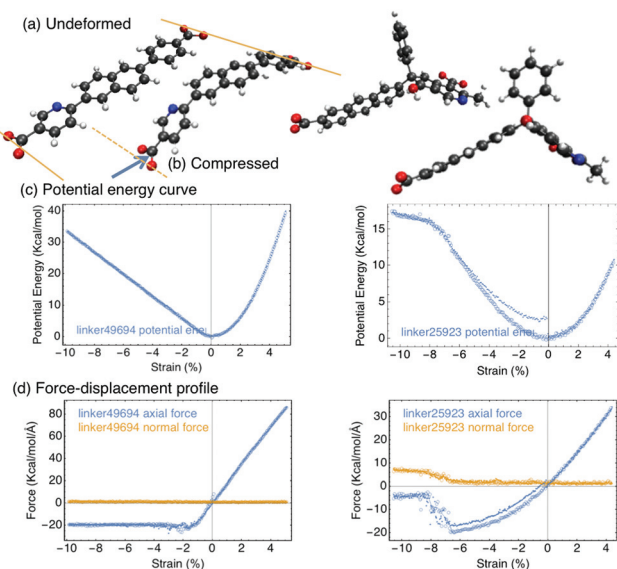 (a) Undeformed
(b) Compressed
(c) Potential energy curve
Potential Energy (Kcal/mol)
40
30
20
10
0
linker49694 potential ene
−10 −8 −6 −4 −2 0 2 4
Strain (%)
Potential Energy (Kcal/mol)
15
10
5
0
linker25923 potential ene
−10 −8 −6 −4 −2 0 2 4
Strain (%)
(d) Force-displacement profile
Force (Kcal/mol/Å)
80
60
40
20
0
−20
linker49694 axial force
linker49694 normal force
−10 −8 −6 −4 −2 0 2 4
Strain (%)
Force (Kcal/mol/Å)
30
20
10
0
−10
−20
linker25923 axial force
linker25923 normal force
−10 −8 −6 −4 −2 0 2 4
Strain (%)